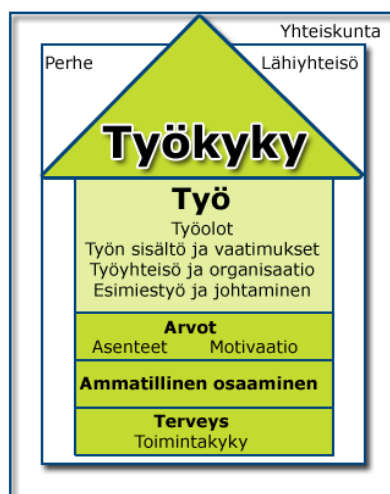 Yhteiskunta
Perhe Lähiyhteisö
Työkyky
Työ
Työolot
Työn sisältö ja vaatimukset
Työyhteisö ja organisaatio
Esimiestyö ja johtaminen
Arvot
Asenteet Motivaatio
Ammatillinen osaaminen
Terveys
Toimintakyky